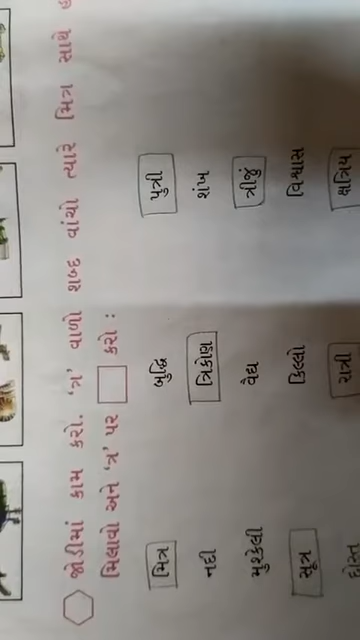 જોડીમાં કામ કરો. 'ત્ર' વાળો શબ્દ વાંચો ત્યારે મિત્ર સાથે
મિલાવો અને 'ત્ર' પર □ કરો :
મિત્ર બુદ્ધિ પુત્રી
નદી ત્રિકોણ શંખ
મુશ્કેલી વૈદ્ય ત્રીજું
સૂત્ર કિલ્લો વિશ્વાસ
દોસ્ત રાત્રી ક્ષત્રિય